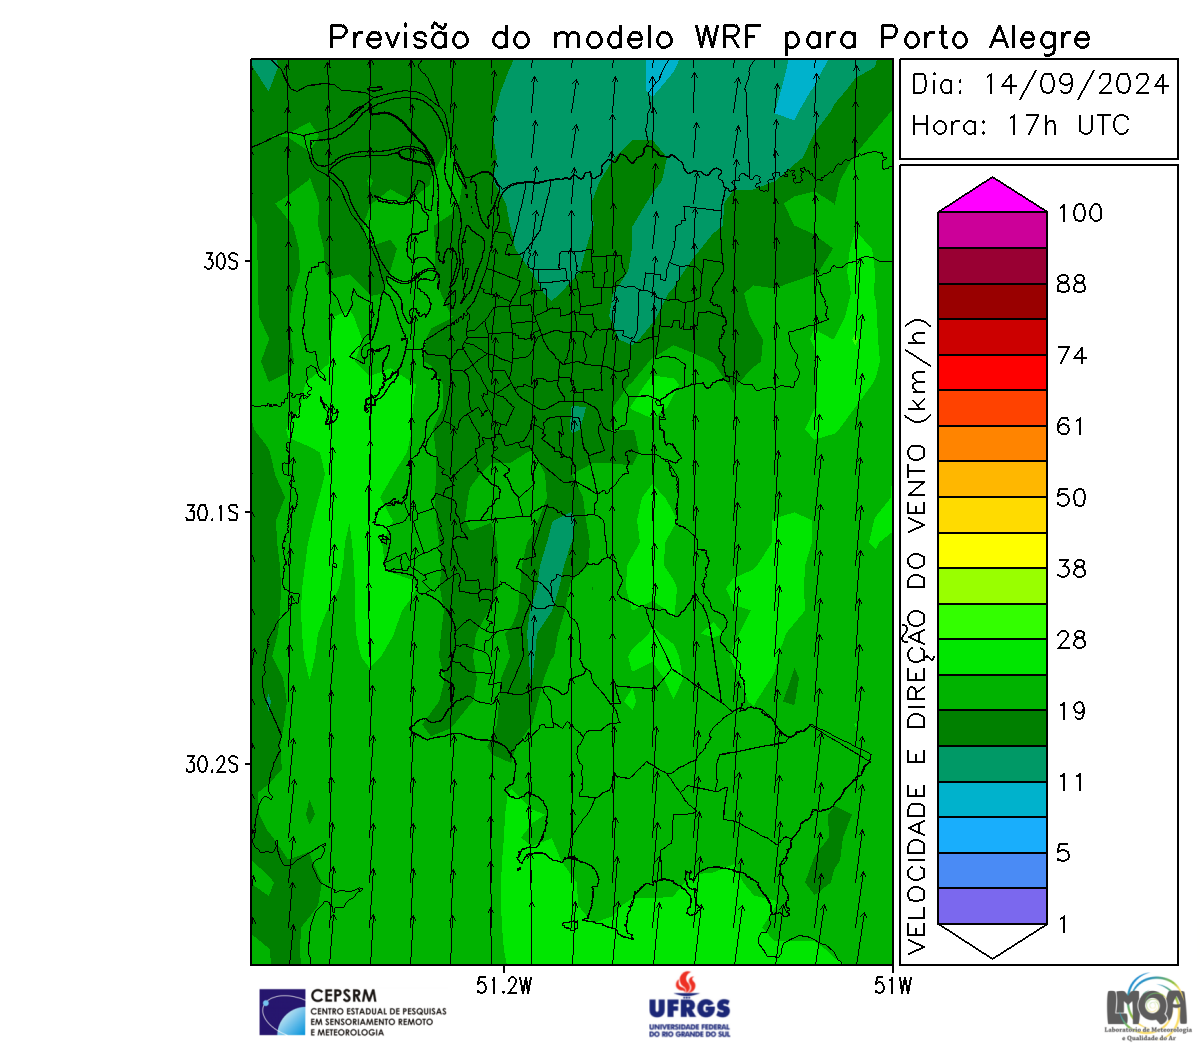 Previsão do modelo WRF para Porto Alegre
Dia: 14/09/2024
Hora: 17h UTC
30S
30.1S
30.2S
51.2W
51W
VELOCIDADE E DIREÇÃO DO VENTO (km/h)
100
88
74
61
50
38
28
19
11
5
1
CEPSRM
CENTRO ESTADUAL DE PESQUISAS
EM SENSORIAMENTO REMOTO
E METEOROLOGIA
UFRGS
UNIVERSIDADE FEDERAL
DO RIO GRANDE DO SUL
LMQA
Laboratório de Meteorologia
e Qualidade do Ar